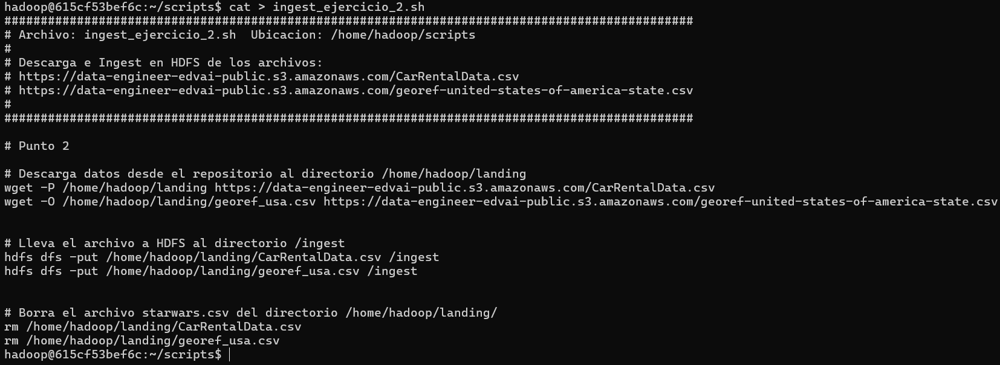 hadoop@615cf53bef6c:~/scripts$ cat > ingest_ejercicio_2.sh
###############################################################################################
# Archivo: ingest_ejercicio_2.sh  Ubicacion: /home/hadoop/scripts
#
# Descarga e Ingest en HDFS de los archivos:
# https://data-engineer-edvai-public.s3.amazonaws.com/CarRentalData.csv
# https://data-engineer-edvai-public.s3.amazonaws.com/georef-united-states-of-america-state.csv
#
###############################################################################################
# Punto 2
# Descarga datos desde el repositorio al directorio /home/hadoop/landing
wget -P /home/hadoop/landing https://data-engineer-edvai-public.s3.amazonaws.com/CarRentalData.csv
wget -O /home/hadoop/landing/georef_usa.csv https://data-engineer-edvai-public.s3.amazonaws.com/georef-united-states-of-america-state.csv
# Lleva el archivo a HDFS al directorio /ingest
hdfs dfs -put /home/hadoop/landing/CarRentalData.csv /ingest
hdfs dfs -put /home/hadoop/landing/georef_usa.csv /ingest
# Borra el archivo starwars.csv del directorio /home/hadoop/landing/
rm /home/hadoop/landing/CarRentalData.csv
rm /home/hadoop/landing/georef_usa.csv
hadoop@615cf53bef6c:~/scripts$